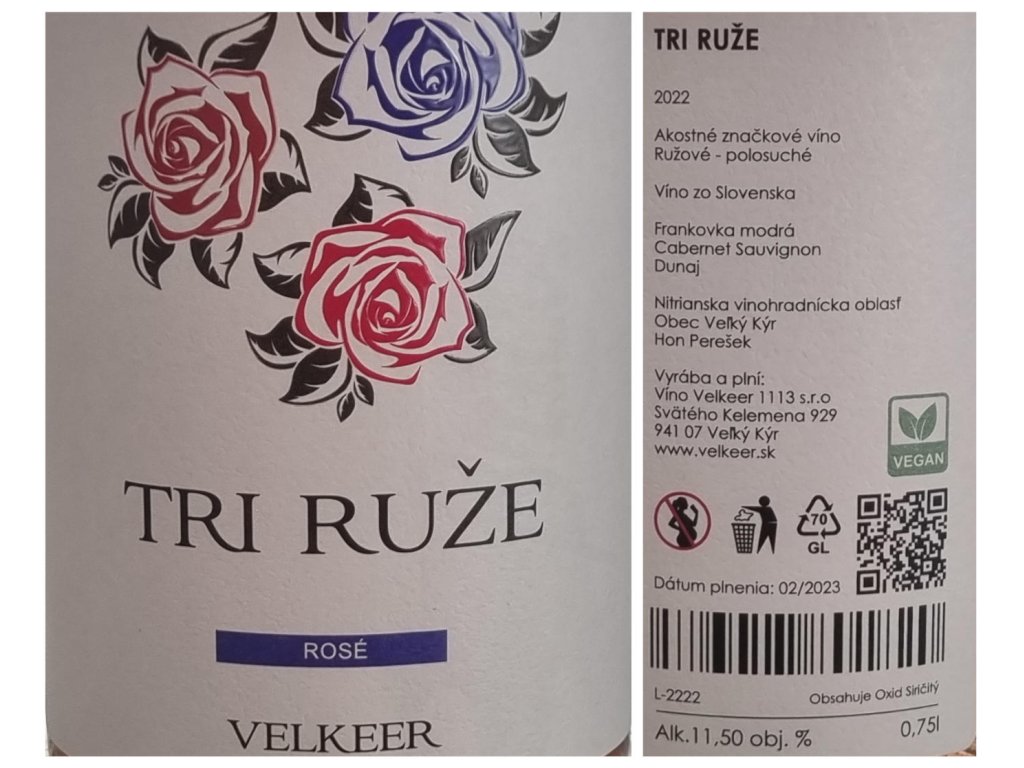 TRI RUŽE
ROSÉ
VELKEER
TRI RUŽE
2022
Akostné značkové víno
Ružové - polosuché
Víno zo Slovenska
Frankovka modrá
Cabernet Sauvignon
Dunaj
Nitrianska vinohradnícka oblasť
Obec Veľký Kýr
Hon Perešek
Vyrába a plní:
Víno Velkeer 1113 s.r.o
Svätého Kelemena 929
941 07 Veľký Kýr
www.velkeer.sk
VEGAN
70
GL
Dátum plnenia: 02/2023
L-2222 Obsahuje Oxid Siričitý
Alk.11,50 obj. % 0,75l